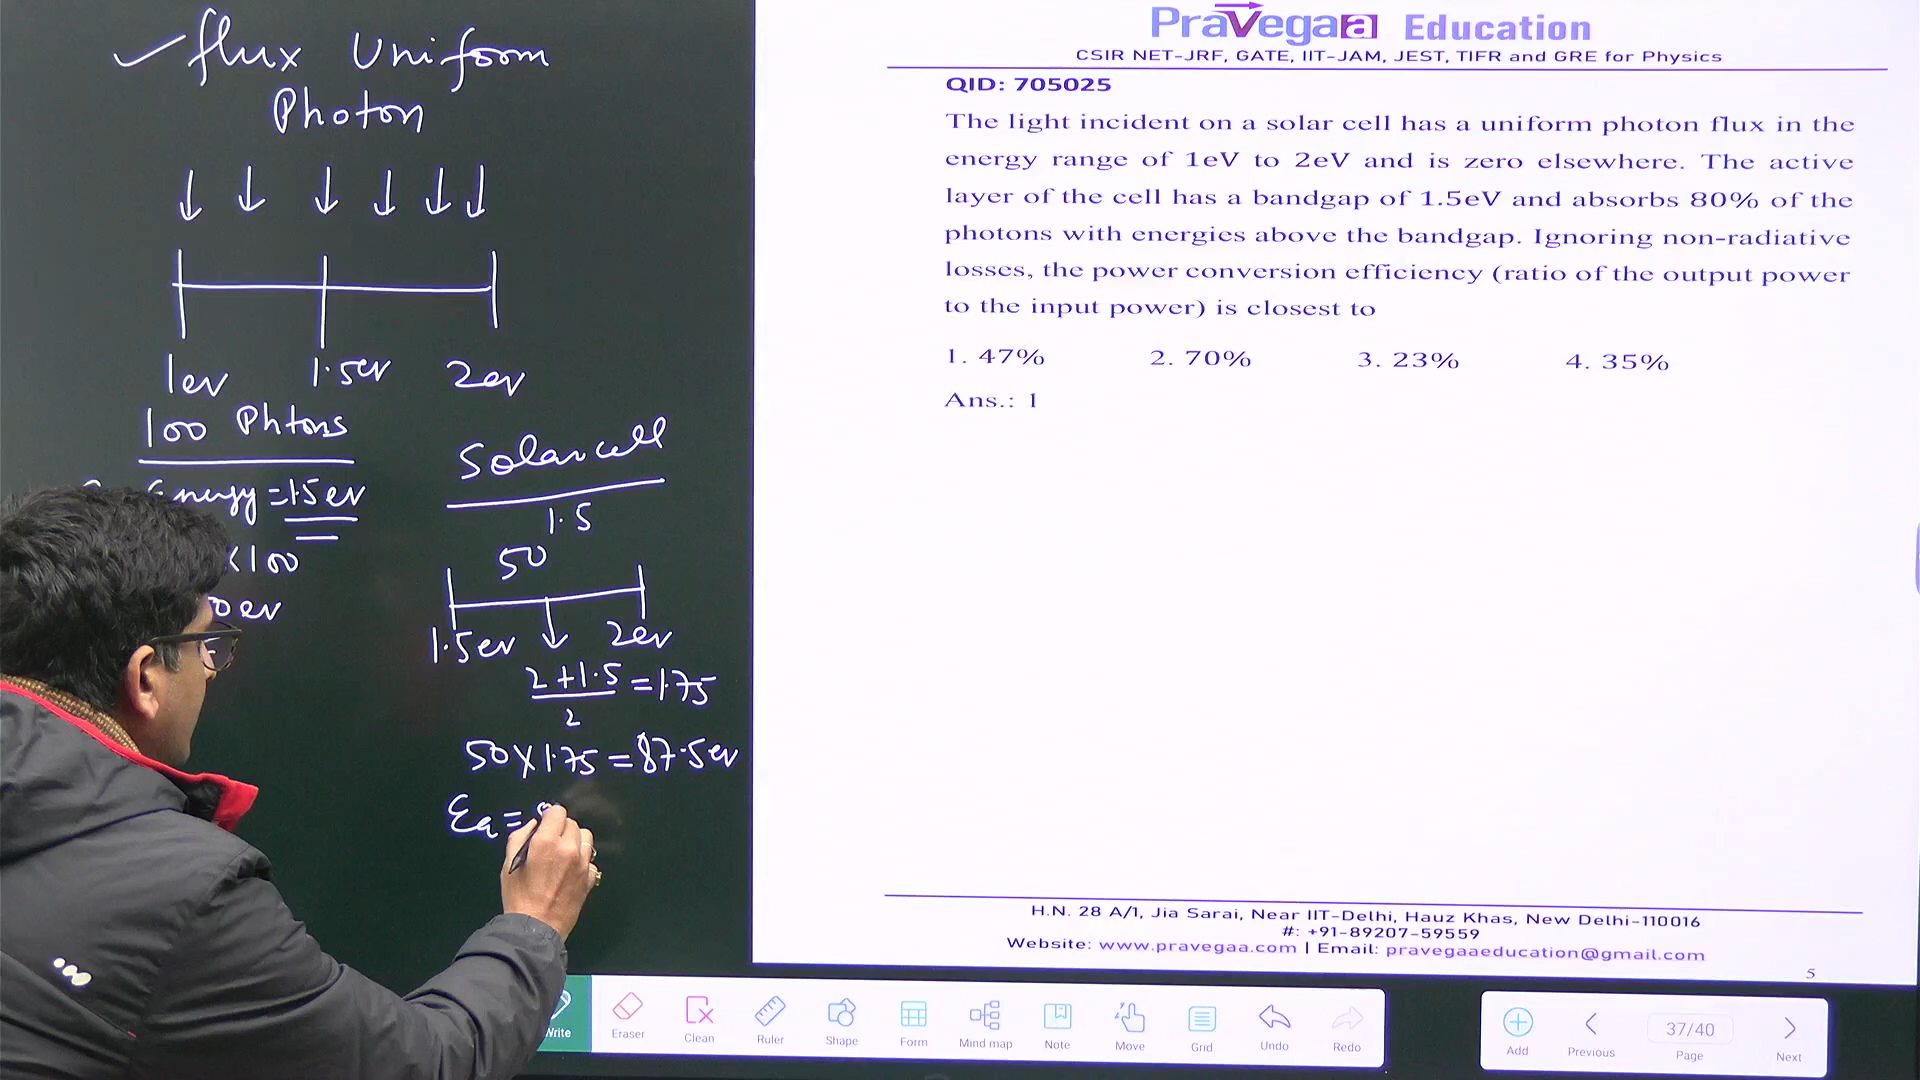 ✓ flux Uniform
Photon
1ev 1.5ev 2ev
100 Phtons
Energy = 1.5ev
×100
0 ev
Solar cell
1.5
50
1.5ev 2ev
2+1.5
2
=1.75
50×1.75=87.5ev
Ea=
PraVegaa Education
CSIR NET-JRF, GATE, IIT-JAM, JEST, TIFR and GRE for Physics
QID: 705025
The light incident on a solar cell has a uniform photon flux in the
energy range of 1eV to 2eV and is zero elsewhere. The active
layer of the cell has a bandgap of 1.5eV and absorbs 80% of the
photons with energies above the bandgap. Ignoring non-radiative
losses, the power conversion efficiency (ratio of the output power
to the input power) is closest to
1. 47% 2. 70% 3. 23% 4. 35%
Ans.: 1
H.N. 28 A/1, Jia Sarai, Near IIT-Delhi, Hauz Khas, New Delhi-110016
#: +91-89207-59559
Website: www.pravegaa.com | Email: pravegaaeducation@gmail.com
5
Write Eraser Clean Ruler Shape Form Mind map Note Move Grid Undo Redo
Add Previous 37/40 Page Next